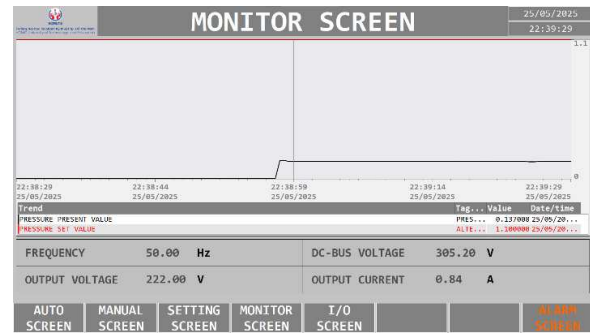 MONITOR SCREEN
25/05/2025
22:39:29
1.1
0
22:38:29 22:38:44 22:38:59 22:39:14 22:39:29
25/05/2025 25/05/2025 25/05/2025 25/05/2025 25/05/2025
Trend Tag... Value Date/time
PRESSURE PRESENT VALUE PRES... 0.137000 25/05/20...
PRESSURE SET VALUE ALTE... 1.100000 25/05/20...
FREQUENCY 50.00 Hz DC-BUS VOLTAGE 305.20 V
OUTPUT VOLTAGE 222.00 V OUTPUT CURRENT 0.84 A
AUTO MANUAL SETTING MONITOR I/O ALARM
SCREEN SCREEN SCREEN SCREEN SCREEN SCREEN